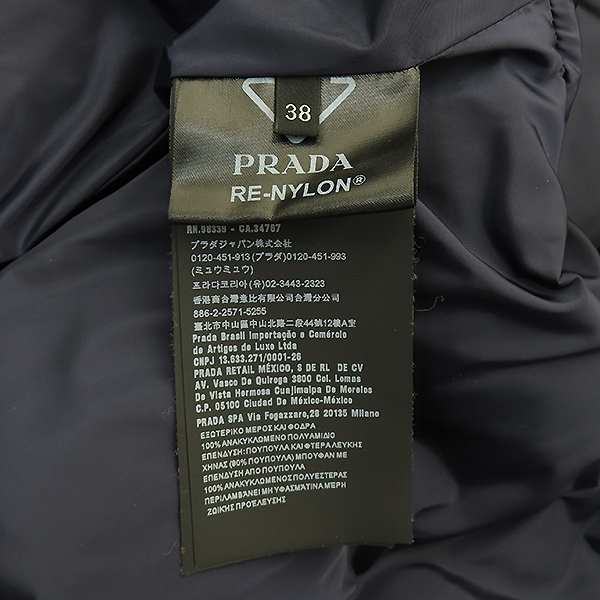 38
PRADA
RE-NYLON®
RN.98339 - CA.34767
プラダジャパン株式会社
0120-451-913 (プラダ)0120-451-993
(ミュウミュウ)
프라다코리아(유) 02-3443-2323
香港商台灣普比有限公司台灣分公司
886-2-2571-5255
臺北市中山區中山北路二段44號12樓A室
Prada Brasil Importação e Comércio
de Artigos de Luxo Ltda
CNPJ 13.633.271/0001-26
PRADA RETAIL MÉXICO, S DE RL DE CV
AV. Vasco De Quiroga 3800 Col. Lomas
De Vista Hermosa Cuajimalpa De Morelos
C.P. 05100 Ciudad De México-México
PRADA SPA Via Fogazzaro,28 20135 Milano
ΕΞΩΤΕΡΙΚΟ ΜΕΡΟΣ ΚΑΙ ΦΟΔΡΑ
100% ΑΝΑΚΥΚΛΩΜΕΝΟ ΠΟΛΥΑΜΙΔΙΟ
ΕΠΕΝΔΥΣΗ: ΠΟΥΠΟΥΛΑ ΚΑΙ ΦΤΕΡΑ ΛΕΥΚΗΣ
ΧΗΝΑΣ (90% ΠΟΥΠΟΥΛΑ) ΜΠΟΥΦΑΝ ΜΕ
ΕΠΕΝΔΥΣΗ ΑΠΟ ΠΟΥΠΟΥΛΑ
100% ΑΝΑΚΥΚΛΩΜΕΝΟΣ ΠΟΛΥΕΣΤΕΡΑΣ
ΠΕΡΙΛΑΜΒΑΝΕΙ ΜΗ ΥΦΑΣΜΑΤΙΝΑ ΜΕΡΗ
ΖΩΙΚΗΣ ΠΡΟΕΛΕΥΣΗΣ.